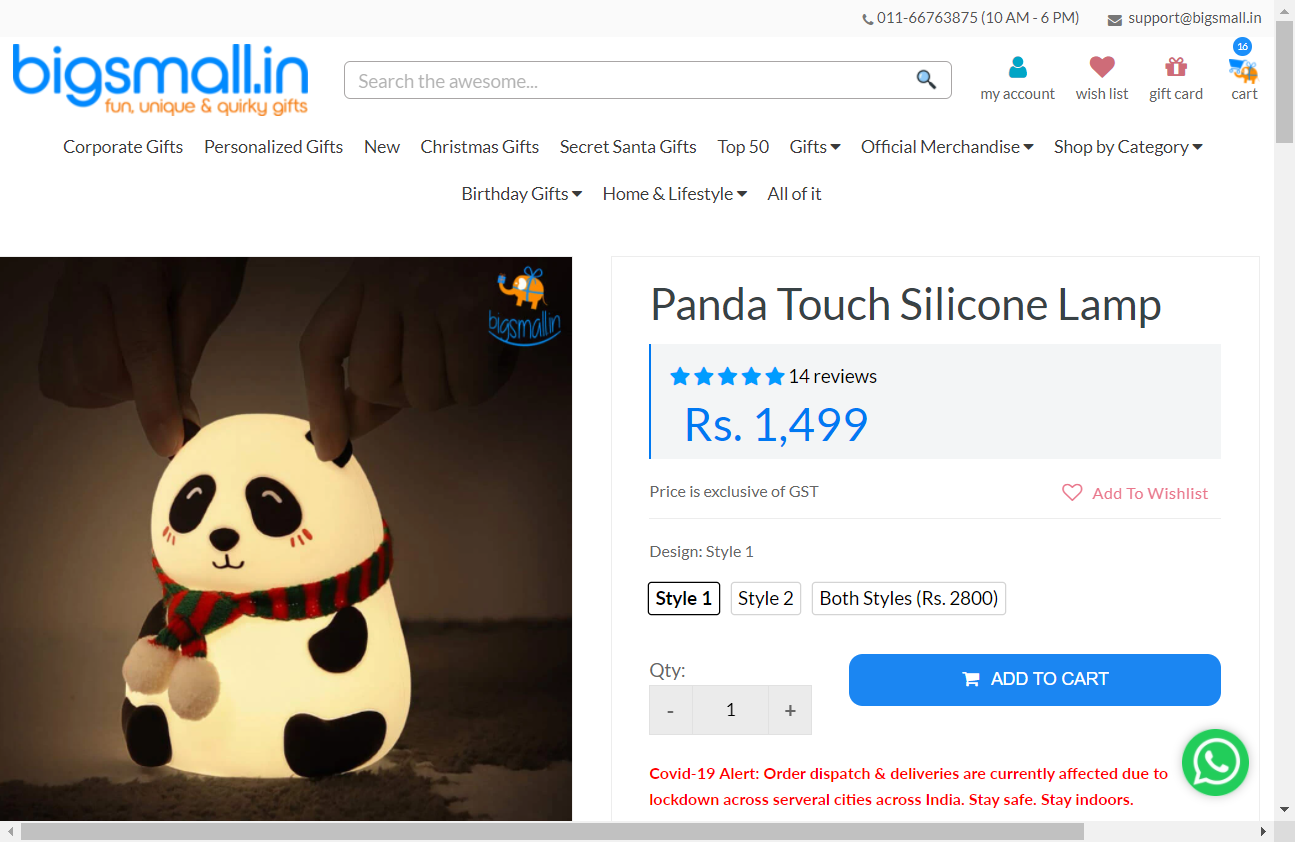 011-66763875 (10 AM - 6 PM) support@bigsmall.in
bigsmall.in
fun, unique & quirky gifts
Search the awesome...
my account
wish list
gift card
16
cart
Corporate Gifts Personalized Gifts New Christmas Gifts Secret Santa Gifts Top 50 Gifts Official Merchandise Shop by Category
Birthday Gifts Home & Lifestyle All of it
bigsmall.in
Panda Touch Silicone Lamp
14 reviews
Rs. 1,499
Price is exclusive of GST
Add To Wishlist
Design: Style 1
Style 1 Style 2 Both Styles (Rs. 2800)
Qty:
- 1 +
ADD TO CART
Covid-19 Alert: Order dispatch & deliveries are currently affected due to
lockdown across serveral cities across India. Stay safe. Stay indoors.